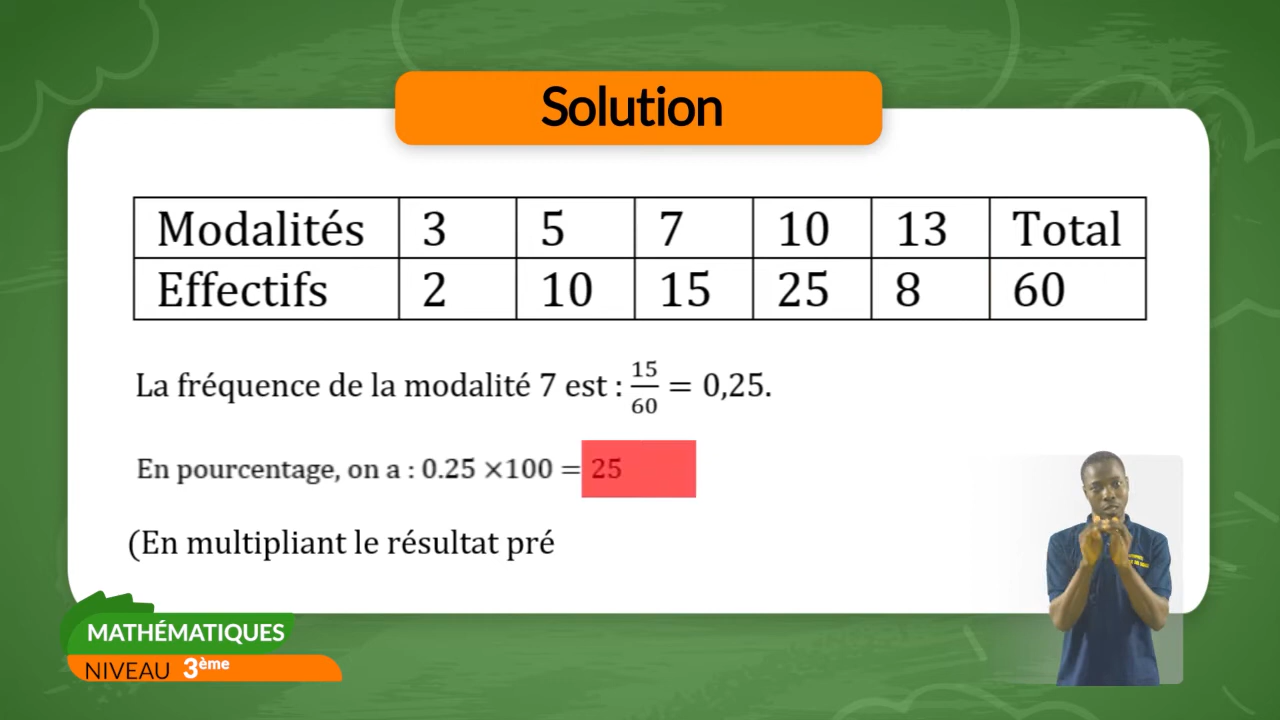 Solution
Modalités 3 5 7 10 13 Total
Effectifs 2 10 15 25 8 60
La fréquence de la modalité 7 est : 15/60 = 0,25.
En pourcentage, on a : 0.25 ×100 = 25
(En multipliant le résultat pré
MATHÉMATIQUES
NIVEAU 3ème